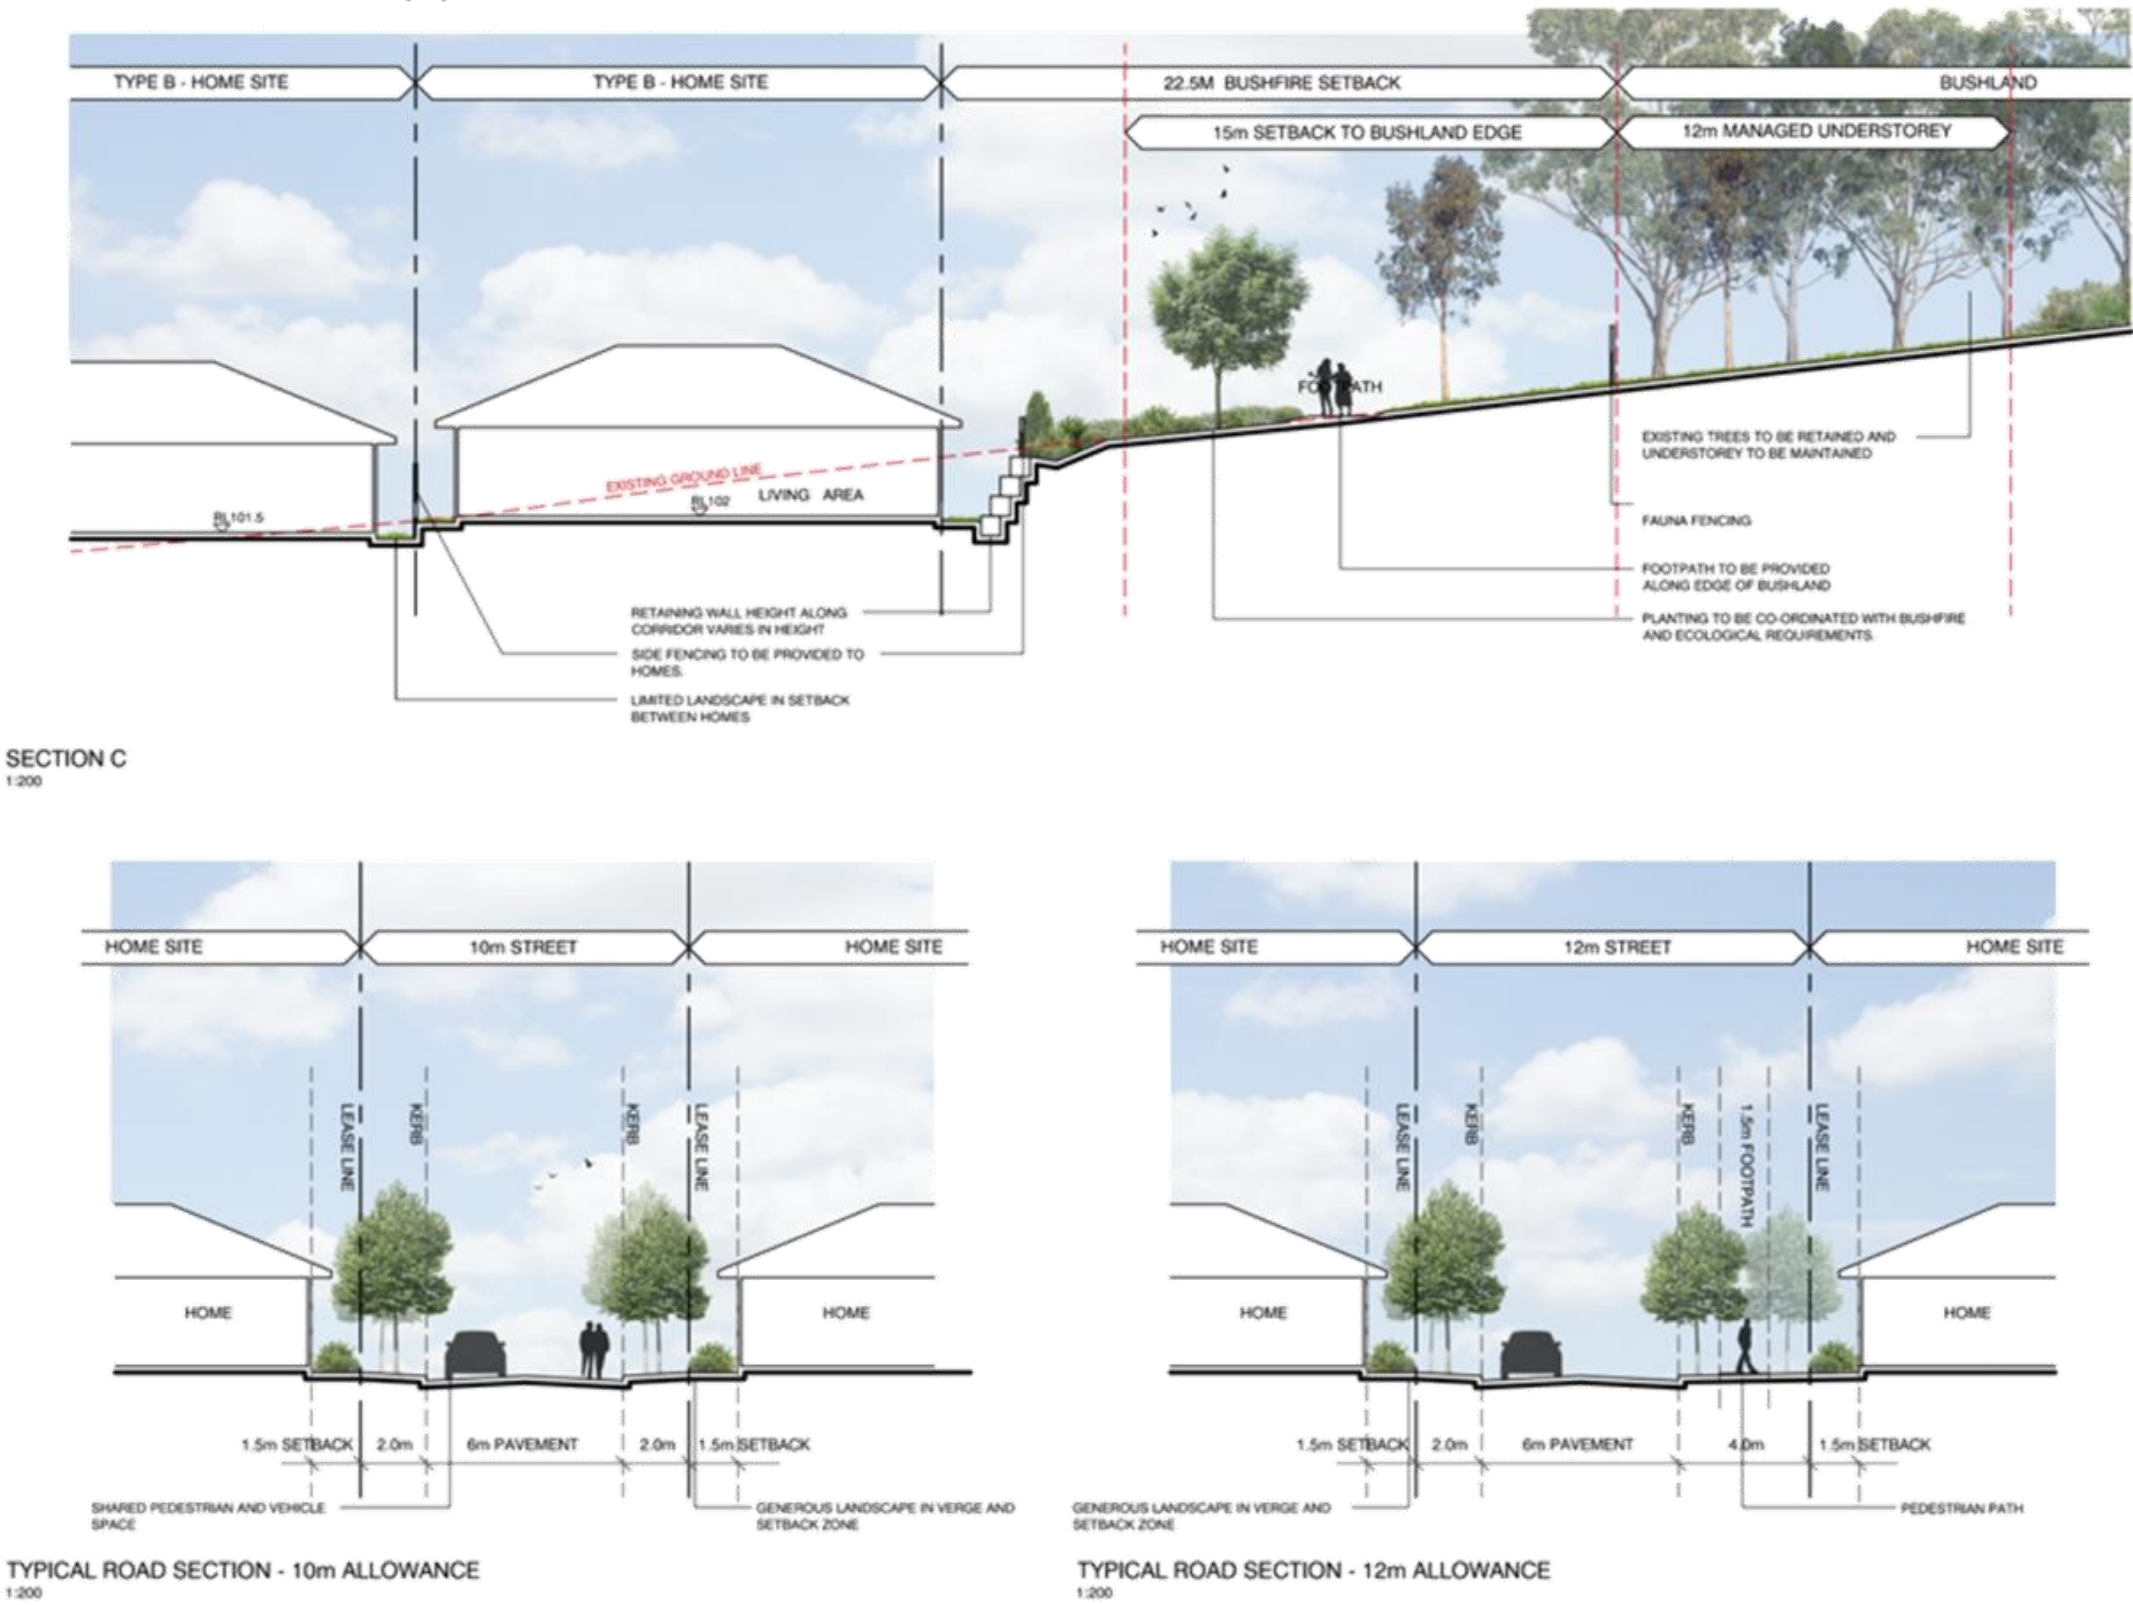 TYPE B - HOME SITE
TYPE B - HOME SITE
22.5M BUSHFIRE SETBACK
BUSHLAND
15m SETBACK TO BUSHLAND EDGE
12m MANAGED UNDERSTOREY
FOOTPATH
EXISTING GROUND LINE
RL101.5
RL102
LIVING AREA
EXISTING TREES TO BE RETAINED AND
UNDERSTOREY TO BE MAINTAINED
FAUNA FENCING
FOOTPATH TO BE PROVIDED
ALONG EDGE OF BUSHLAND
PLANTING TO BE CO-ORDINATED WITH BUSHFIRE
AND ECOLOGICAL REQUIREMENTS.
RETAINING WALL HEIGHT ALONG
CORRIDOR VARIES IN HEIGHT
SIDE FENCING TO BE PROVIDED TO
HOMES.
LIMITED LANDSCAPE IN SETBACK
BETWEEN HOMES
SECTION C
1:200
HOME SITE
10m STREET
HOME SITE
LEASE LINE
KERB
KERB
LEASE LINE
HOME
HOME
1.5m SETBACK
2.0m
6m PAVEMENT
2.0m
1.5m SETBACK
SHARED PEDESTRIAN AND VEHICLE
SPACE
GENEROUS LANDSCAPE IN VERGE AND
SETBACK ZONE
TYPICAL ROAD SECTION - 10m ALLOWANCE
1:200
HOME SITE
12m STREET
HOME SITE
LEASE LINE
KERB
KERB
1.5m FOOTPATH
LEASE LINE
HOME
HOME
1.5m SETBACK
2.0m
6m PAVEMENT
4.0m
1.5m SETBACK
GENEROUS LANDSCAPE IN VERGE AND
SETBACK ZONE
PEDESTRIAN PATH
TYPICAL ROAD SECTION - 12m ALLOWANCE
1:200